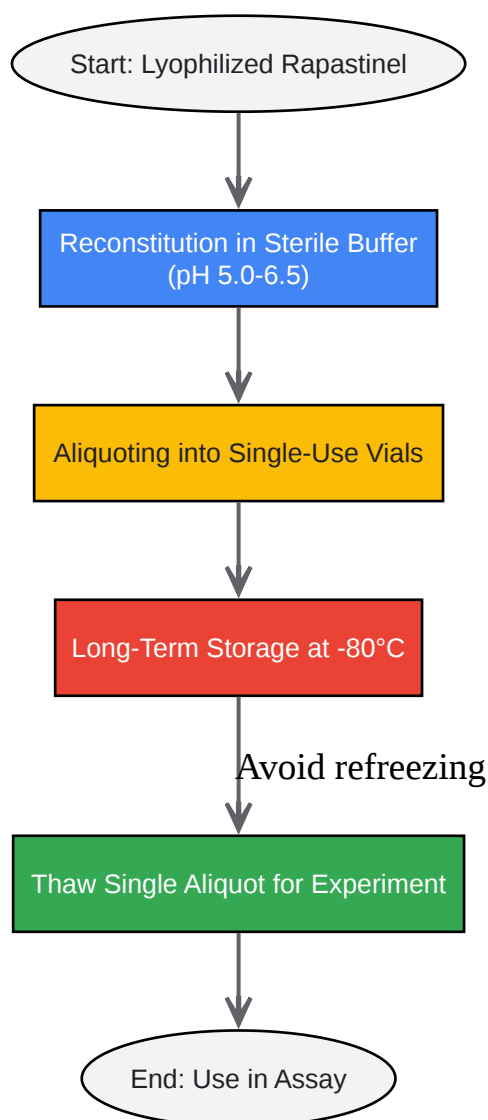 Start: Lyophilized Rapastinel
Reconstitution in Sterile Buffer
(pH 5.0-6.5)
Aliquoting into Single-Use Vials
Long-Term Storage at -80°C
Avoid refreezing
Thaw Single Aliquot for Experiment
End: Use in Assay